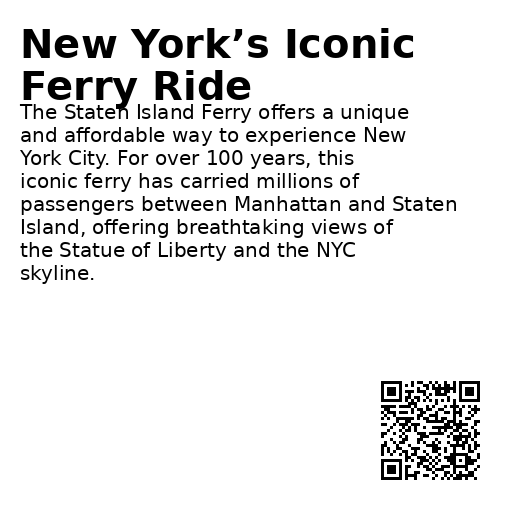 New York’s Iconic
Ferry Ride
The Staten Island Ferry offers a unique
and affordable way to experience New
York City. For over 100 years, this
iconic ferry has carried millions of
passengers between Manhattan and Staten
Island, offering breathtaking views of
the Statue of Liberty and the NYC
skyline.